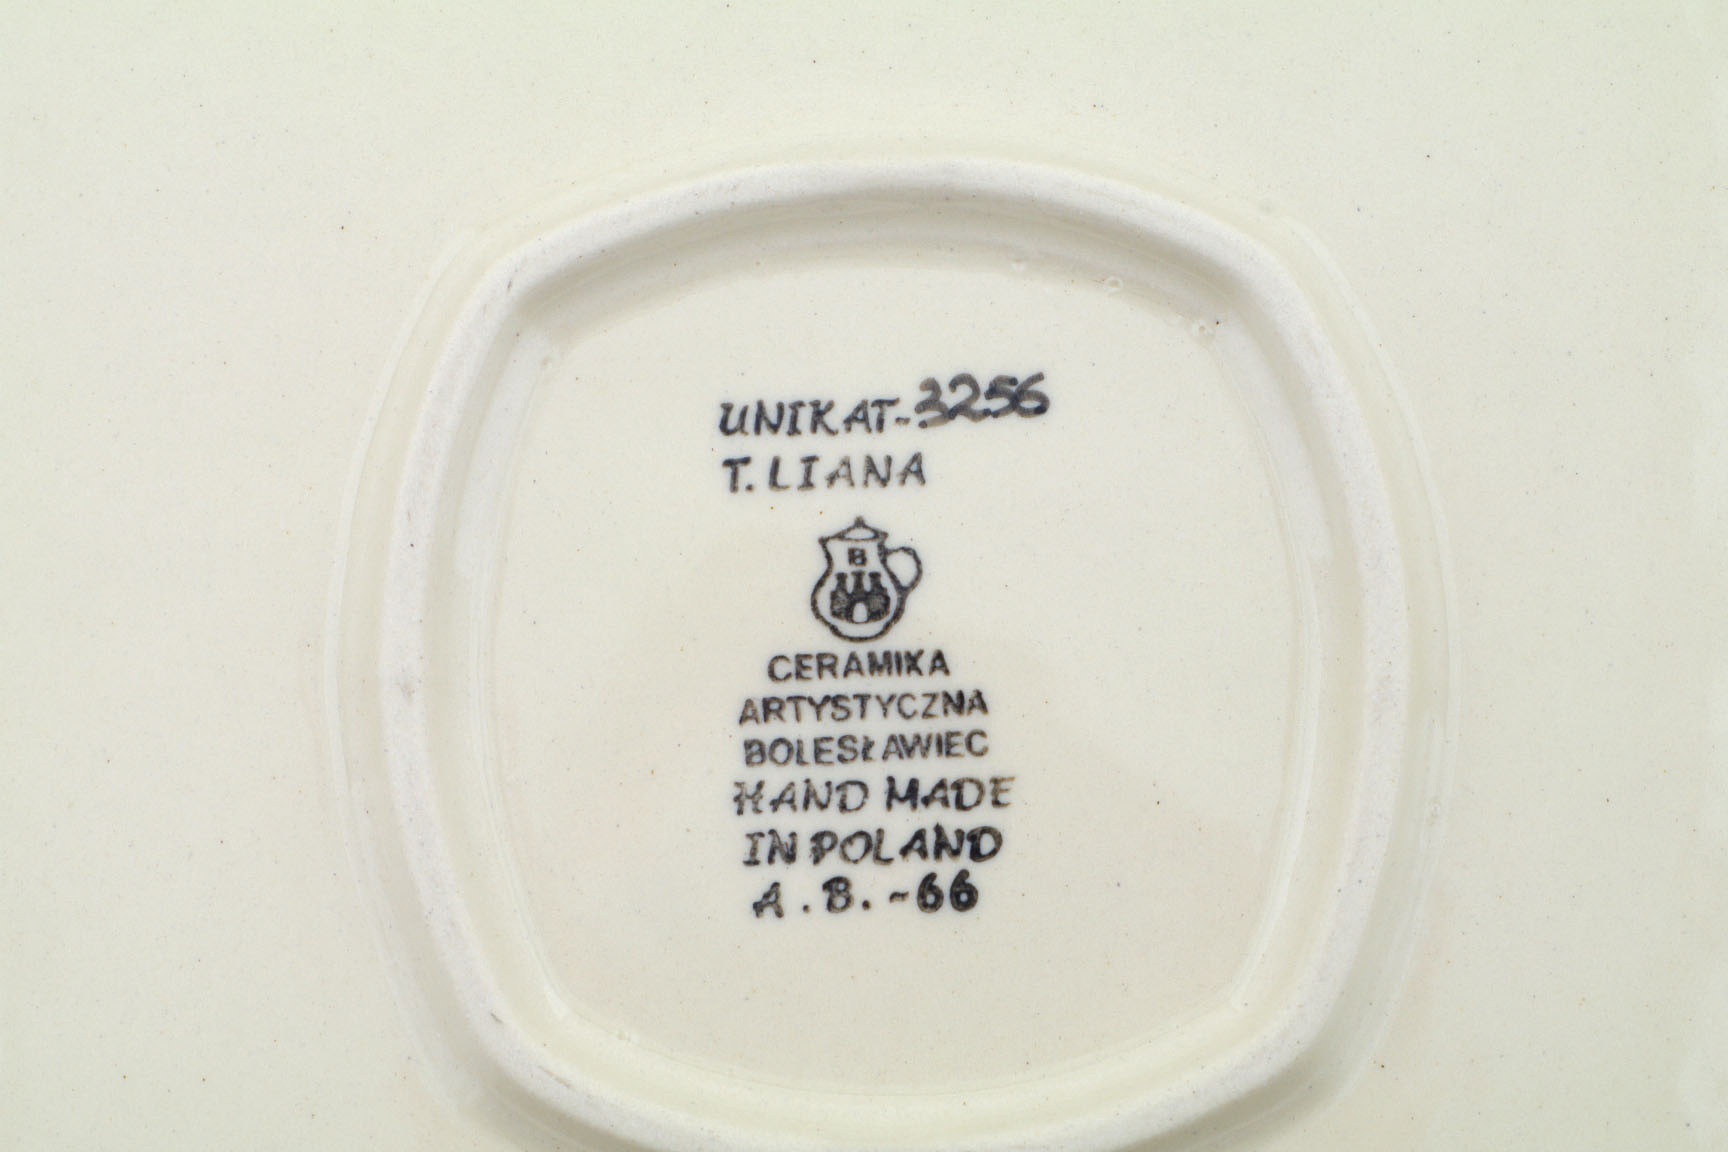 UNIKAT-3256
T. LIANA
B
CERAMIKA
ARTYSTYCZNA
BOLESŁAWIEC
HAND MADE
IN POLAND
A. B. -66